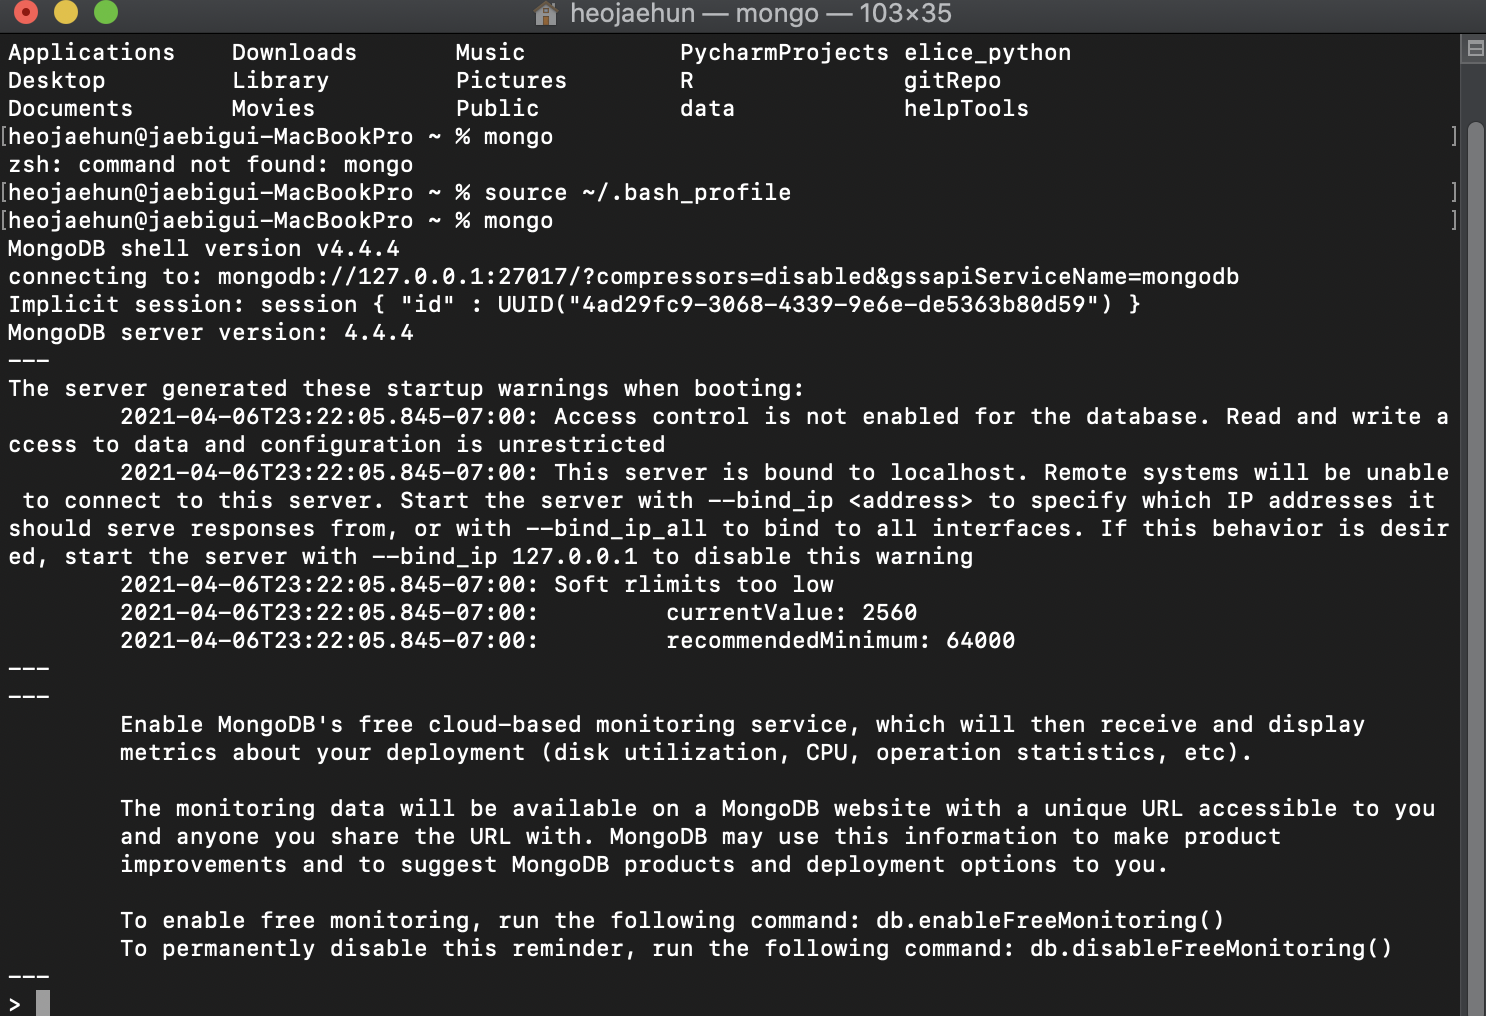 heojaehun — mongo — 103×35
Applications    Downloads       Music           PycharmProjects elice_python
Desktop         Library         Pictures        R               gitRepo
Documents       Movies          Public          data            helpTools
[heojaehun@jaebigui-MacBookPro ~ % mongo ]
zsh: command not found: mongo
[heojaehun@jaebigui-MacBookPro ~ % source ~/.bash_profile ]
[heojaehun@jaebigui-MacBookPro ~ % mongo ]
MongoDB shell version v4.4.4
connecting to: mongodb://127.0.0.1:27017/?compressors=disabled&gssapiServiceName=mongodb
Implicit session: session { "id" : UUID("4ad29fc9-3068-4339-9e6e-de5363b80d59") }
MongoDB server version: 4.4.4
---
The server generated these startup warnings when booting:
        2021-04-06T23:22:05.845-07:00: Access control is not enabled for the database. Read and write a
ccess to data and configuration is unrestricted
        2021-04-06T23:22:05.845-07:00: This server is bound to localhost. Remote systems will be unable
 to connect to this server. Start the server with --bind_ip <address> to specify which IP addresses it
should serve responses from, or with --bind_ip_all to bind to all interfaces. If this behavior is desir
ed, start the server with --bind_ip 127.0.0.1 to disable this warning
        2021-04-06T23:22:05.845-07:00: Soft rlimits too low
        2021-04-06T23:22:05.845-07:00:         currentValue: 2560
        2021-04-06T23:22:05.845-07:00:         recommendedMinimum: 64000
---
---
        Enable MongoDB's free cloud-based monitoring service, which will then receive and display
        metrics about your deployment (disk utilization, CPU, operation statistics, etc).

        The monitoring data will be available on a MongoDB website with a unique URL accessible to you
        and anyone you share the URL with. MongoDB may use this information to make product
        improvements and to suggest MongoDB products and deployment options to you.

        To enable free monitoring, run the following command: db.enableFreeMonitoring()
        To permanently disable this reminder, run the following command: db.disableFreeMonitoring()
---
>